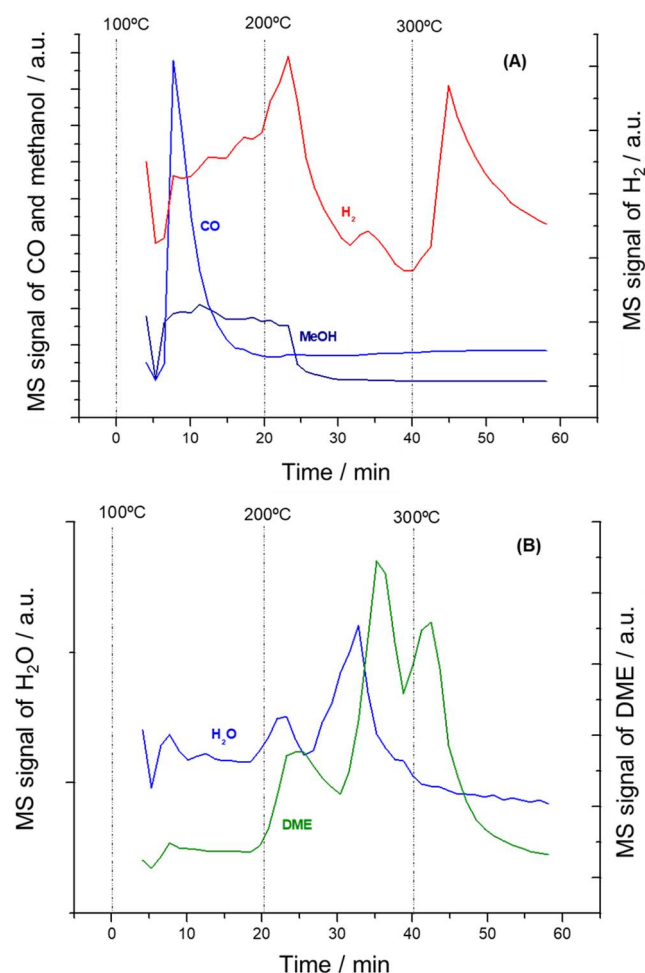 100ºC 200ºC 300ºC
(A)
MS signal of CO and methanol / a.u.
MS signal of H₂ / a.u.
CO
H₂
MeOH
0 10 20 30 40 50 60
Time / min
100ºC 200ºC 300ºC
(B)
MS signal of H₂O / a.u.
MS signal of DME / a.u.
H₂O
DME
0 10 20 30 40 50 60
Time / min